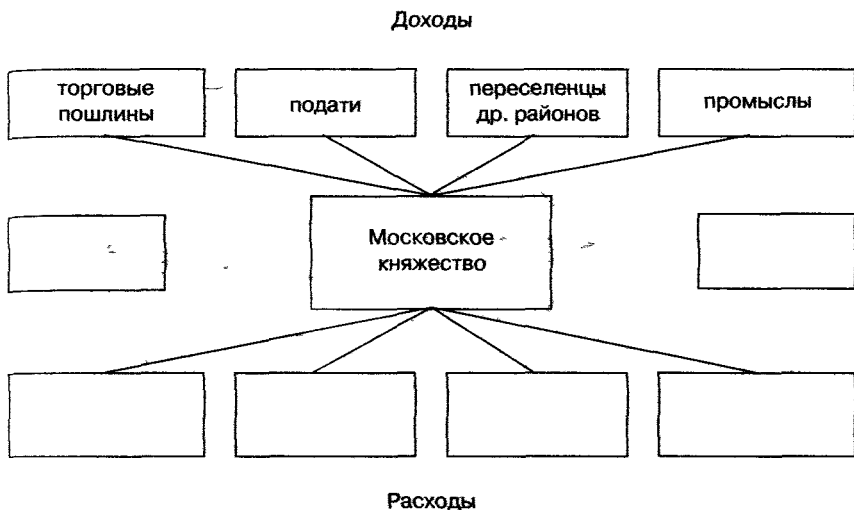 Доходы
торговые
пошлины
подати
переселенцы
др. районов
промыслы
Московское
княжество
Расходы